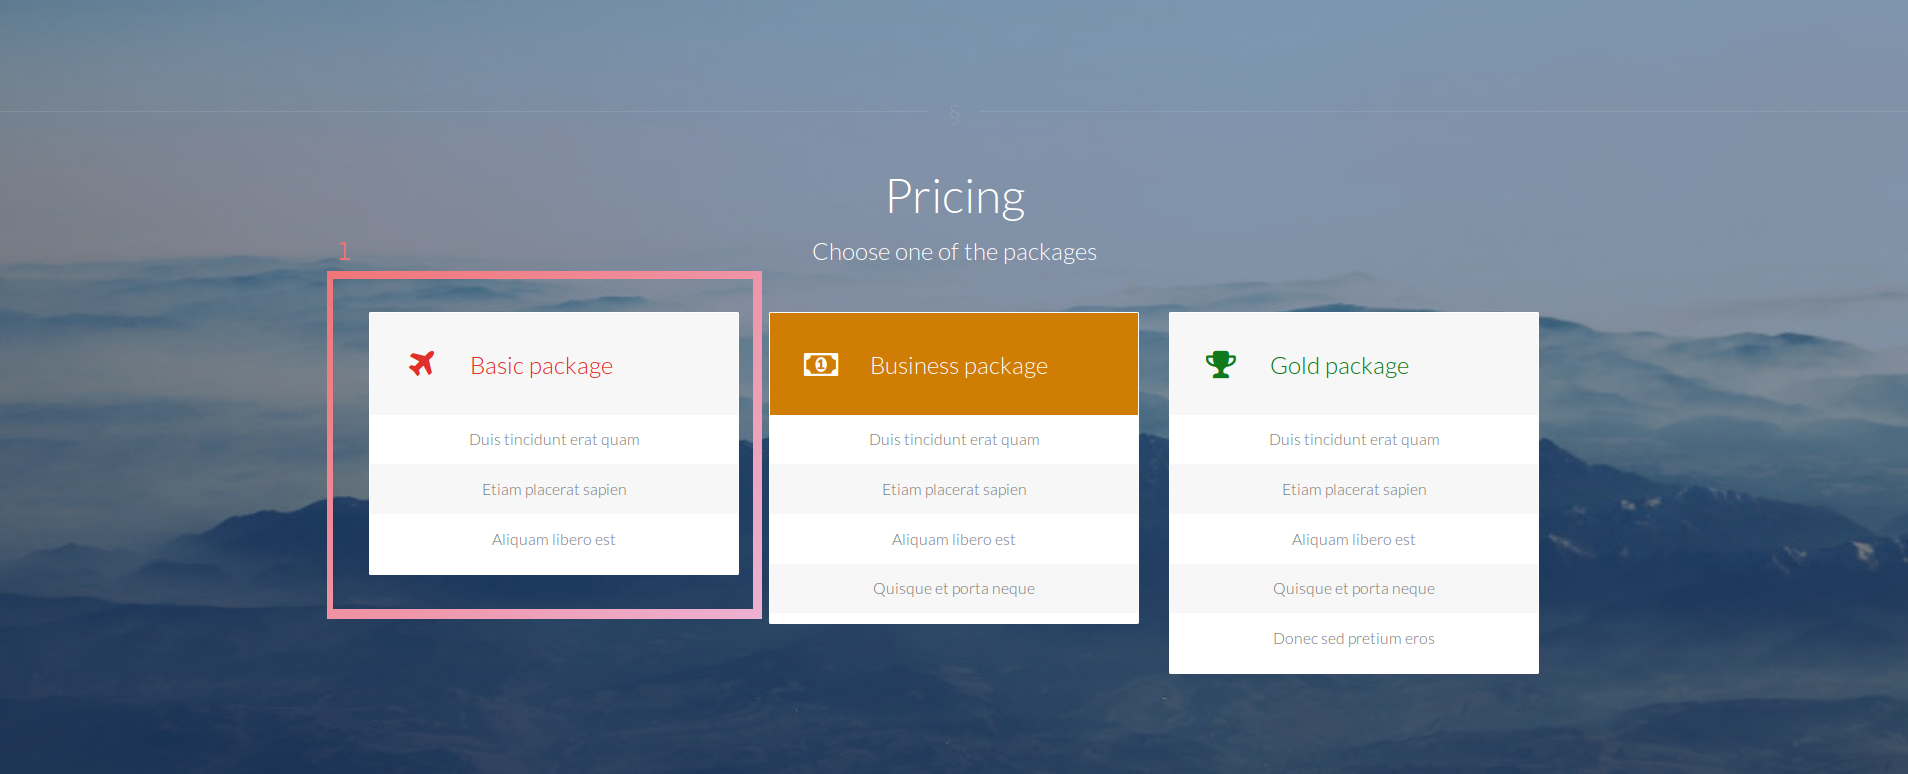 §
Pricing
Choose one of the packages
1
Basic package
Duis tincidunt erat quam
Etiam placerat sapien
Aliquam libero est
1
Business package
Duis tincidunt erat quam
Etiam placerat sapien
Aliquam libero est
Quisque et porta neque
Gold package
Duis tincidunt erat quam
Etiam placerat sapien
Aliquam libero est
Quisque et porta neque
Donec sed pretium eros